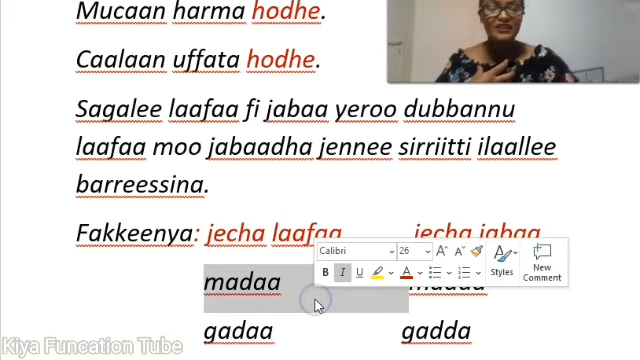 Mucaan harma hodhe.
Caalaan uffata hodhe.
Sagalee laafaa fi jabaa yeroo dubbannu
laafaa moo jabaadha jennee sirriitti ilaallee
barreessina.
Fakkeenya: jecha laafaa jecha jabaa
Calibri 26
B I U A Styles New Comment
madaa
gadaa gadda
Kiya Funcation Tube